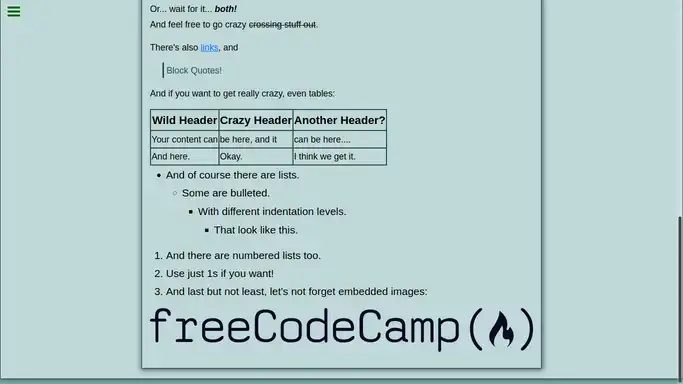 Or... wait for it... both!
And feel free to go crazy crossing stuff out.
There's also links, and
Block Quotes!
And if you want to get really crazy, even tables:
Wild Header Crazy Header Another Header?
Your content can be here, and it can be here....
And here. Okay. I think we get it.
And of course there are lists.
Some are bulleted.
With different indentation levels.
That look like this.
1. And there are numbered lists too.
2. Use just 1s if you want!
3. And last but not least, let's not forget embedded images:
freeCodeCamp( )